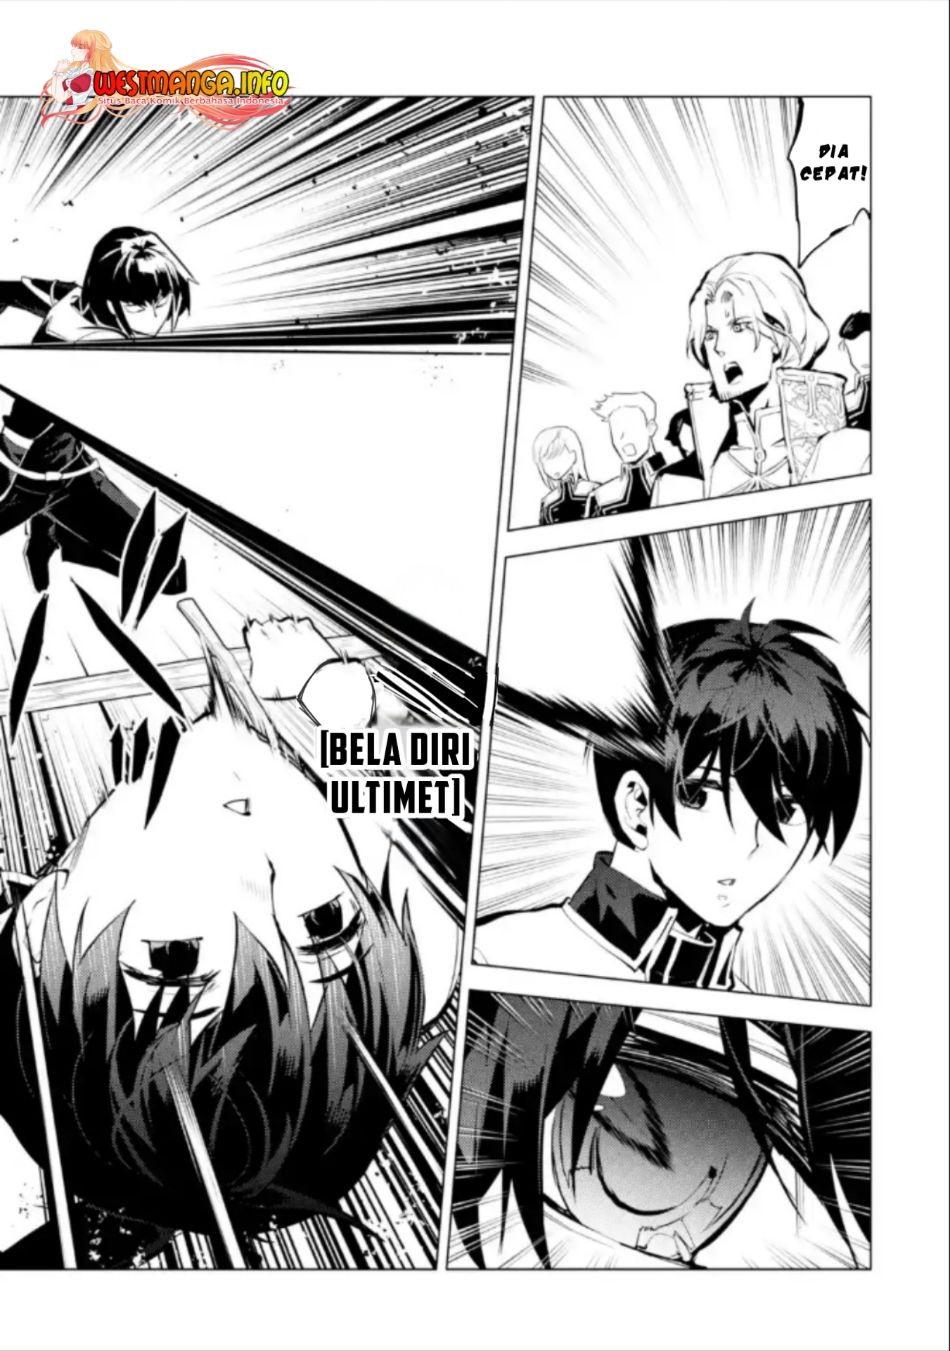 WESTMANGA.INFO
Situs Baca Komik Berbahasa Indonesia
DIA
CEPAT!
[BELA DIRI
ULTIMET]